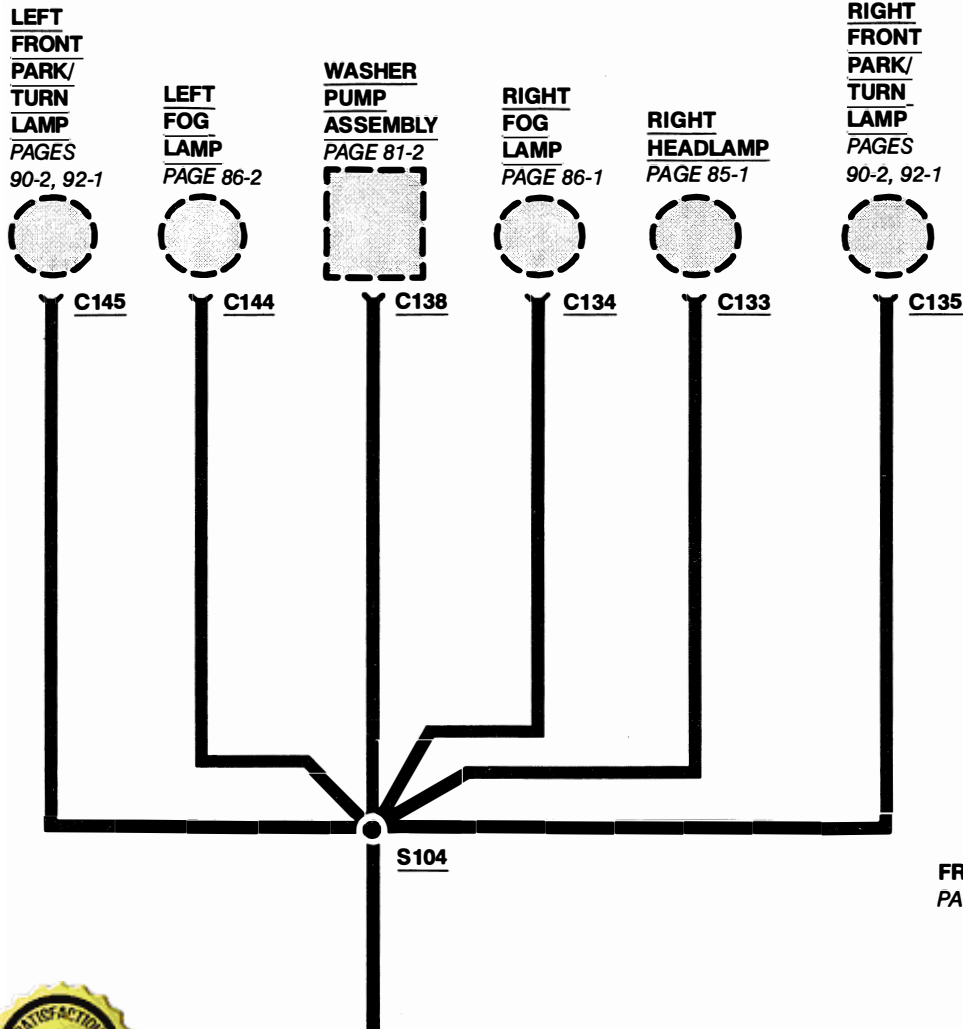 LEFT
FRONT
PARK/
TURN
LAMP
PAGES
90-2, 92-1
LEFT
FOG
LAMP
PAGE 86-2
WASHER
PUMP
ASSEMBLY
PAGE 81-2
RIGHT
FOG
LAMP
PAGE 86-1
RIGHT
HEADLAMP
PAGE 85-1
RIGHT
FRONT
PARK/
TURN
LAMP
PAGES
90-2, 92-1
C145
C144
C138
C134
C133
C135
S104
FR
PA